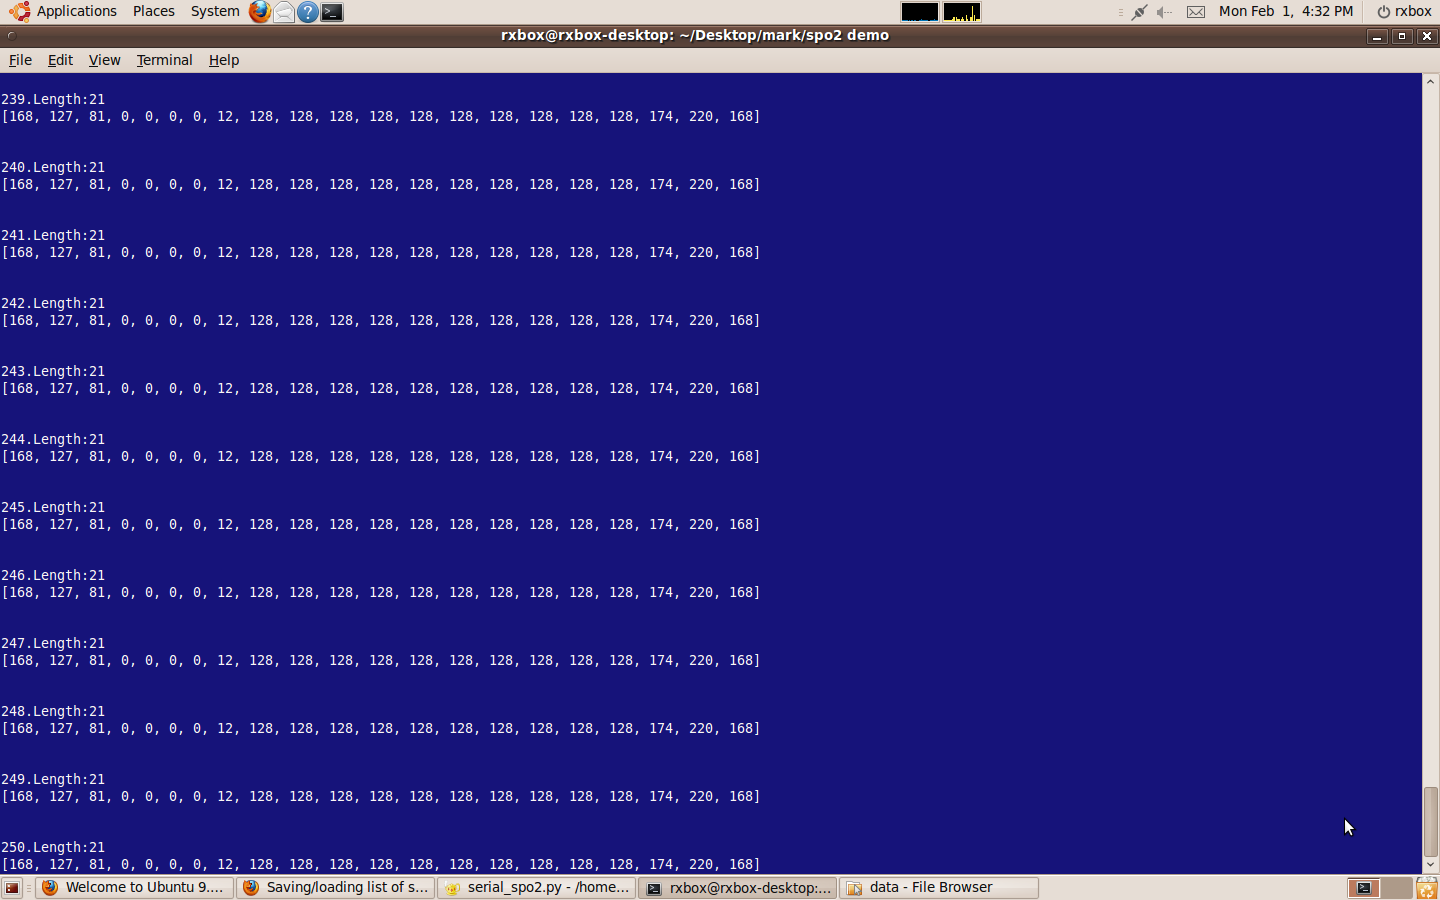 Applications Places System
Mon Feb 1, 4:32 PM rxbox
rxbox@rxbox-desktop: ~/Desktop/mark/spo2 demo
File Edit View Terminal Help
239.Length:21
[168, 127, 81, 0, 0, 0, 0, 12, 128, 128, 128, 128, 128, 128, 128, 128, 128, 128, 174, 220, 168]
240.Length:21
[168, 127, 81, 0, 0, 0, 0, 12, 128, 128, 128, 128, 128, 128, 128, 128, 128, 128, 174, 220, 168]
241.Length:21
[168, 127, 81, 0, 0, 0, 0, 12, 128, 128, 128, 128, 128, 128, 128, 128, 128, 128, 174, 220, 168]
242.Length:21
[168, 127, 81, 0, 0, 0, 0, 12, 128, 128, 128, 128, 128, 128, 128, 128, 128, 128, 174, 220, 168]
243.Length:21
[168, 127, 81, 0, 0, 0, 0, 12, 128, 128, 128, 128, 128, 128, 128, 128, 128, 128, 174, 220, 168]
244.Length:21
[168, 127, 81, 0, 0, 0, 0, 12, 128, 128, 128, 128, 128, 128, 128, 128, 128, 128, 174, 220, 168]
245.Length:21
[168, 127, 81, 0, 0, 0, 0, 12, 128, 128, 128, 128, 128, 128, 128, 128, 128, 128, 174, 220, 168]
246.Length:21
[168, 127, 81, 0, 0, 0, 0, 12, 128, 128, 128, 128, 128, 128, 128, 128, 128, 128, 174, 220, 168]
247.Length:21
[168, 127, 81, 0, 0, 0, 0, 12, 128, 128, 128, 128, 128, 128, 128, 128, 128, 128, 174, 220, 168]
248.Length:21
[168, 127, 81, 0, 0, 0, 0, 12, 128, 128, 128, 128, 128, 128, 128, 128, 128, 128, 174, 220, 168]
249.Length:21
[168, 127, 81, 0, 0, 0, 0, 12, 128, 128, 128, 128, 128, 128, 128, 128, 128, 128, 174, 220, 168]
250.Length:21
[168, 127, 81, 0, 0, 0, 0, 12, 128, 128, 128, 128, 128, 128, 128, 128, 128, 128, 174, 220, 168]
Welcome to Ubuntu 9.... Saving/loading list of s... serial_spo2.py - /home... rxbox@rxbox-desktop:... data - File Browser